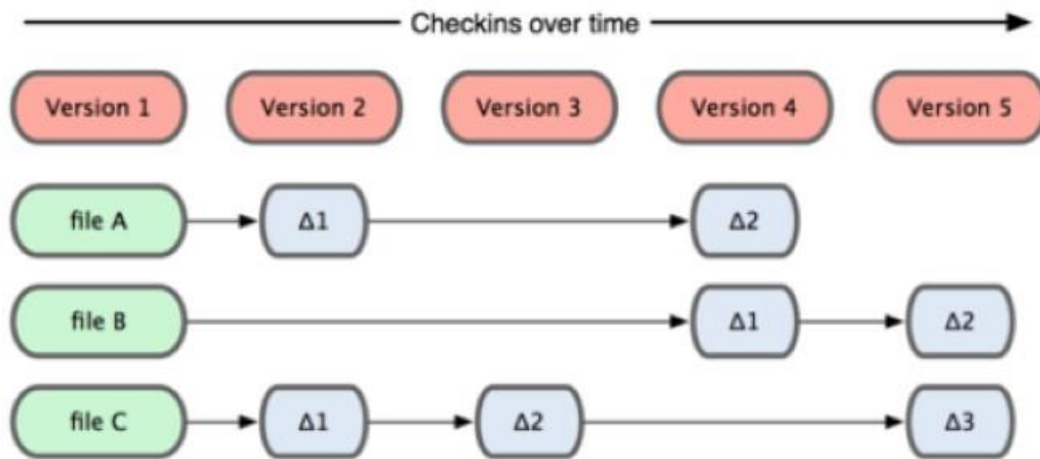 Checkins over time
Version 1 Version 2 Version 3 Version 4 Version 5
file A Δ1 Δ2
file B Δ1 Δ2
file C Δ1 Δ2 Δ3